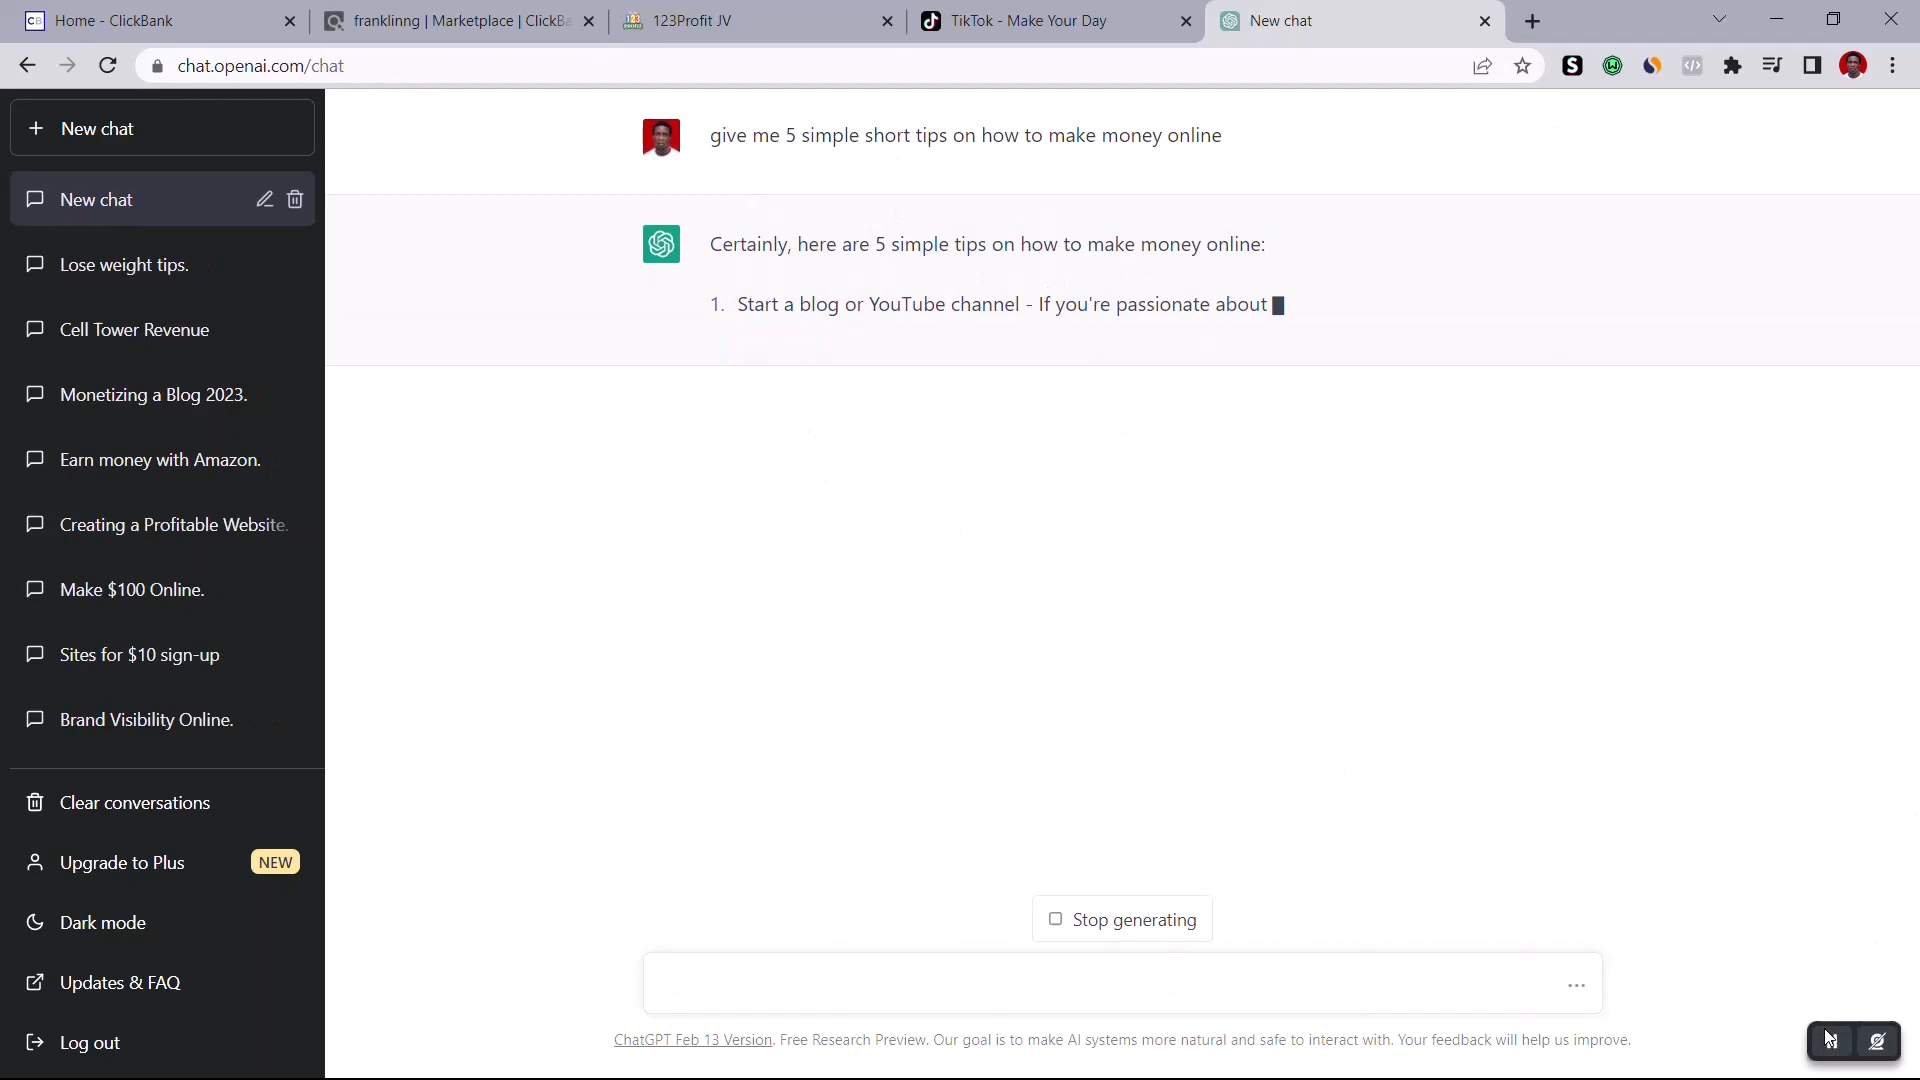 CB Home - ClickBank
franklinng | Marketplace | ClickBa
123 123Profit JV
TikTok - Make Your Day
New chat
chat.openai.com/chat
New chat
New chat
Lose weight tips.
Cell Tower Revenue
Monetizing a Blog 2023.
Earn money with Amazon.
Creating a Profitable Website.
Make $100 Online.
Sites for $10 sign-up
Brand Visibility Online.
Clear conversations
Upgrade to Plus NEW
Dark mode
Updates & FAQ
Log out
give me 5 simple short tips on how to make money online
Certainly, here are 5 simple tips on how to make money online:
1. Start a blog or YouTube channel - If you're passionate about
Stop generating
ChatGPT Feb 13 Version. Free Research Preview. Our goal is to make AI systems more natural and safe to interact with. Your feedback will help us improve.